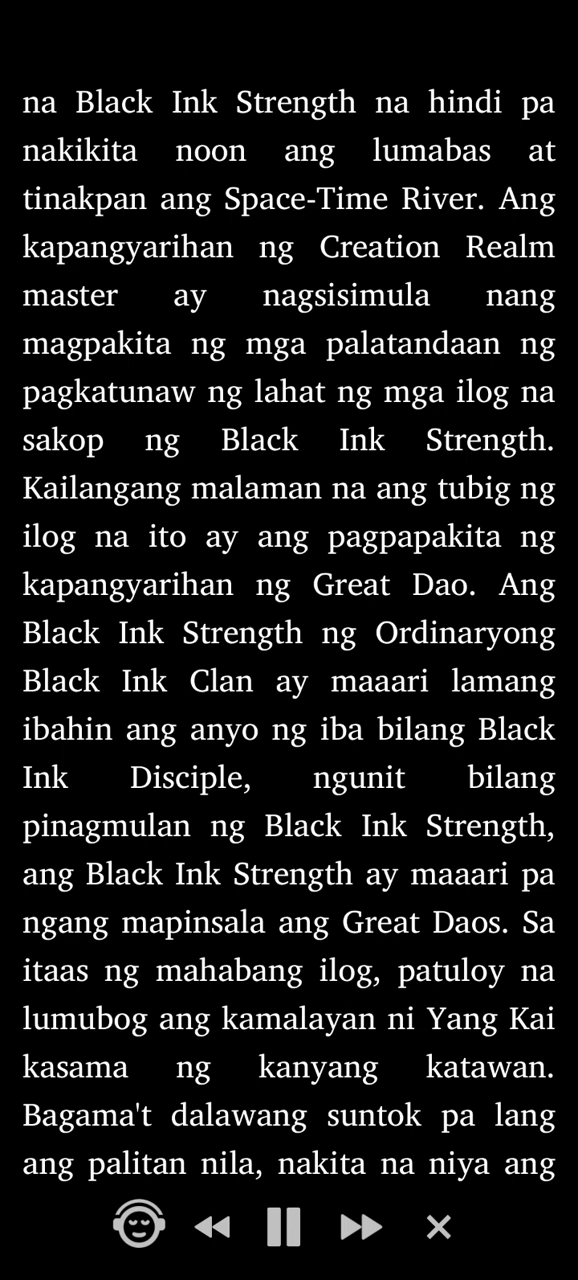 na Black Ink Strength na hindi pa
nakikita noon ang lumabas at
tinakpan ang Space-Time River. Ang
kapangyarihan ng Creation Realm
master ay nagsisimula nang
magpakita ng mga palatandaan ng
pagkatunaw ng lahat ng mga ilog na
sakop ng Black Ink Strength.
Kailangang malaman na ang tubig ng
ilog na ito ay ang pagpapakita ng
kapangyarihan ng Great Dao. Ang
Black Ink Strength ng Ordinaryong
Black Ink Clan ay maaari lamang
ibahin ang anyo ng iba bilang Black
Ink Disciple, ngunit bilang
pinagmulan ng Black Ink Strength,
ang Black Ink Strength ay maaari pa
ngang mapinsala ang Great Daos. Sa
itaas ng mahabang ilog, patuloy na
lumubog ang kamalayan ni Yang Kai
kasama ng kanyang katawan.
Bagama't dalawang suntok pa lang
ang palitan nila, nakita na niya ang